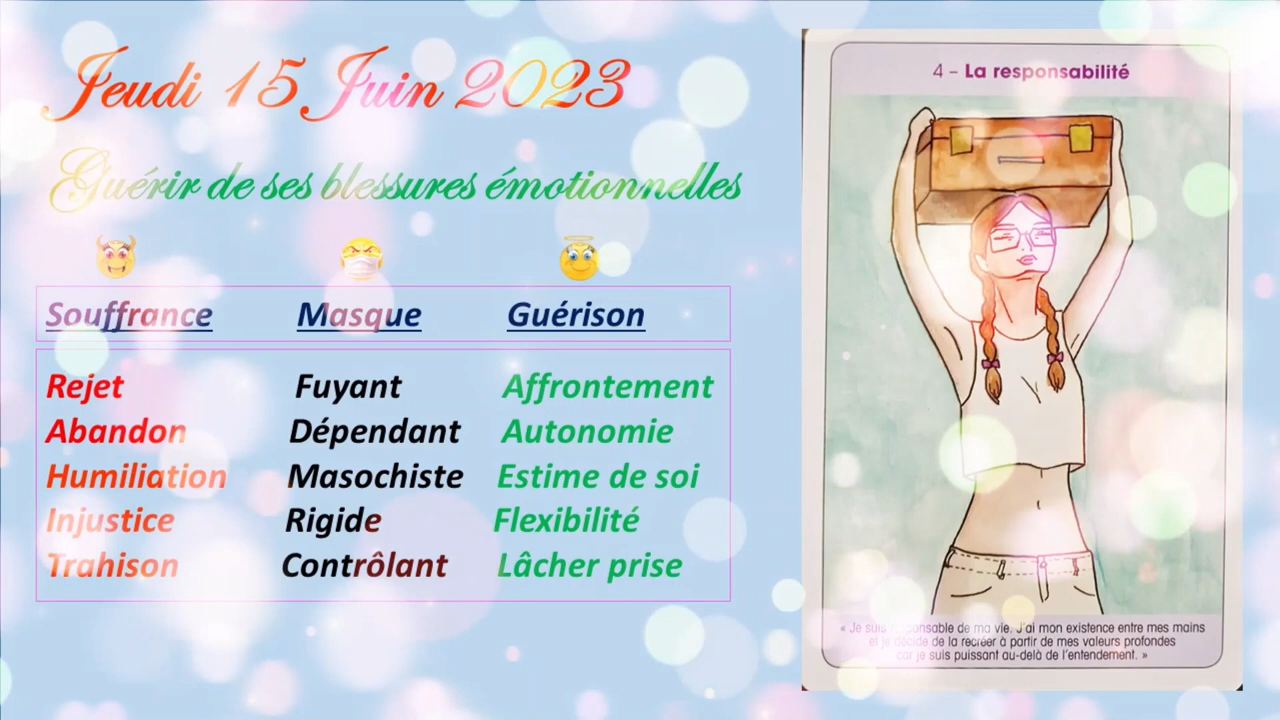 Jeudi 15 Juin 2023
Guérir de ses blessures émotionnelles
Souffrance Masque Guérison
Rejet Fuyant Affrontement
Abandon Dépendant Autonomie
Humiliation Masochiste Estime de soi
Injustice Rigide Flexibilité
Trahison Contrôlant Lâcher prise
4 – La responsabilité
« Je suis responsable de ma vie. J'ai mon existence entre mes mains
et je décide de la recréer à partir de mes valeurs profondes
car je suis puissant au-delà de l'entendement. »